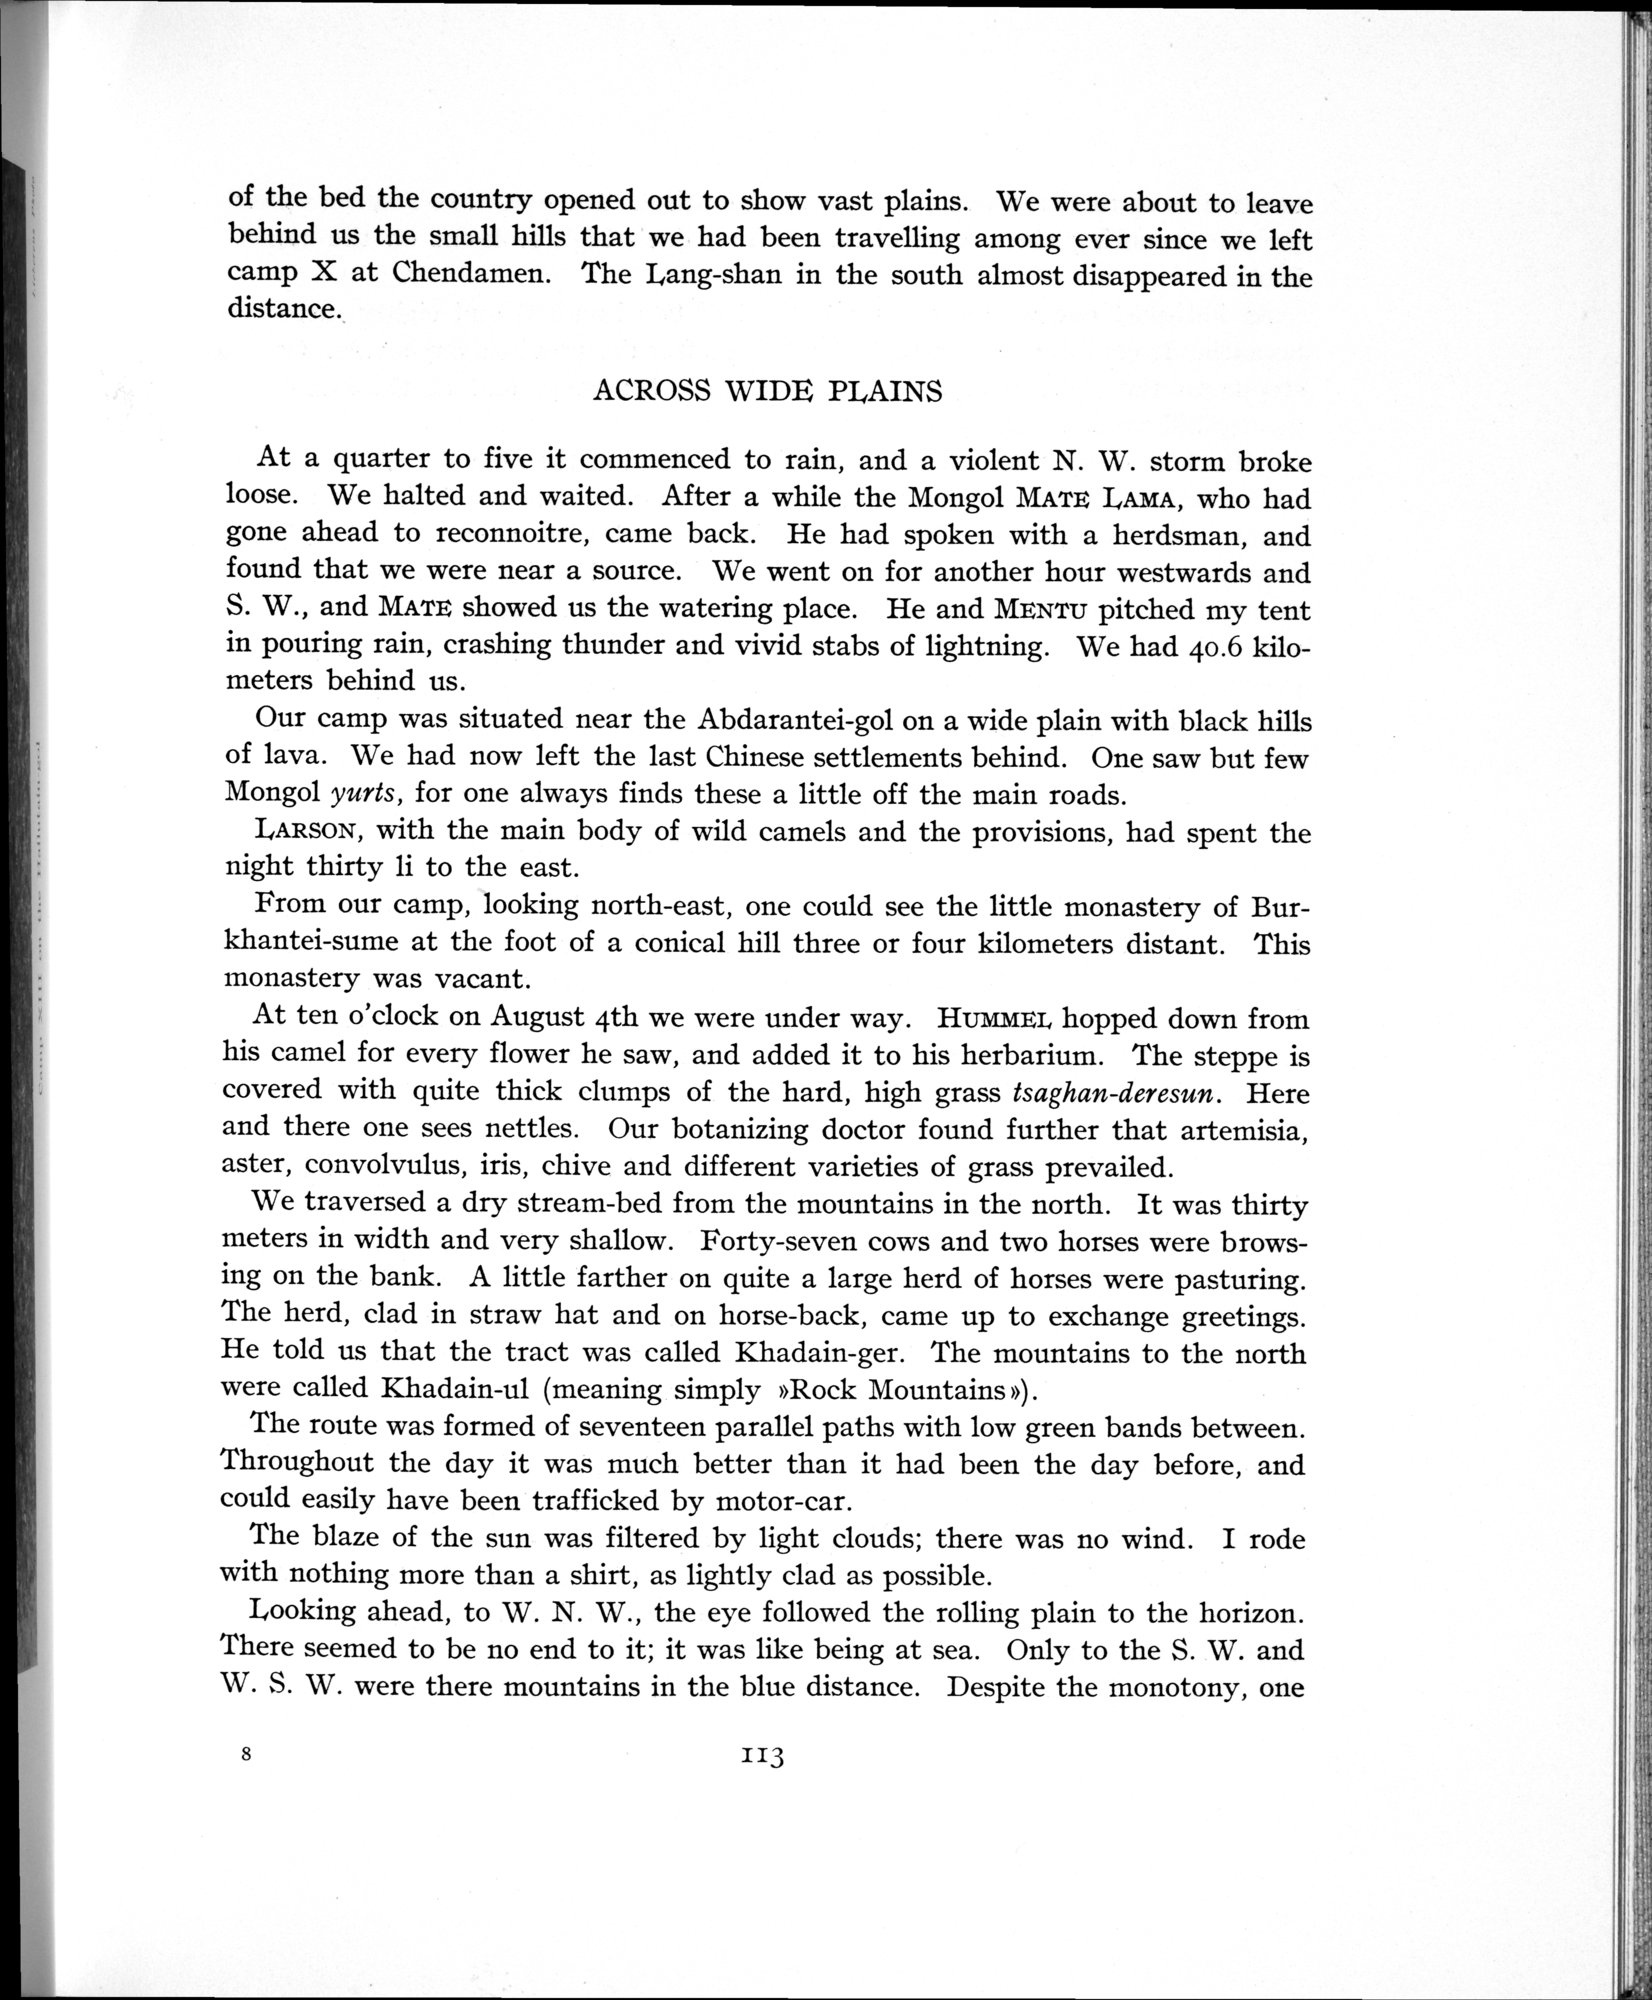 of the bed the country opened out to show vast plains. We were about to leave
behind us the small hills that we had been travelling among ever since we left
camp X at Chendamen. The Lang-shan in the south almost disappeared in the
distance.
ACROSS WIDE PLAINS
At a quarter to five it commenced to rain, and a violent N. W. storm broke
loose. We halted and waited. After a while the Mongol MATE LAMA, who had
gone ahead to reconnoitre, came back. He had spoken with a herdsman, and
found that we were near a source. We went on for another hour westwards and
S. W., and MATE showed us the watering place. He and MENTU pitched my tent
in pouring rain, crashing thunder and vivid stabs of lightning. We had 40.6 kilo-
meters behind us.
Our camp was situated near the Abdarantei-gol on a wide plain with black hills
of lava. We had now left the last Chinese settlements behind. One saw but few
Mongol yurts, for one always finds these a little off the main roads.
LARSON, with the main body of wild camels and the provisions, had spent the
night thirty li to the east.
From our camp, looking north-east, one could see the little monastery of Bur-
khantei-sume at the foot of a conical hill three or four kilometers distant. This
monastery was vacant.
At ten o'clock on August 4th we were under way. HUMMEL hopped down from
his camel for every flower he saw, and added it to his herbarium. The steppe is
covered with quite thick clumps of the hard, high grass tsaghan-deresun. Here
and there one sees nettles. Our botanizing doctor found further that artemisia,
aster, convolvulus, iris, chive and different varieties of grass prevailed.
We traversed a dry stream-bed from the mountains in the north. It was thirty
meters in width and very shallow. Forty-seven cows and two horses were brows-
ing on the bank. A little farther on quite a large herd of horses were pasturing.
The herd, clad in straw hat and on horse-back, came up to exchange greetings.
He told us that the tract was called Khadain-ger. The mountains to the north
were called Khadain-ul (meaning simply »Rock Mountains»).
The route was formed of seventeen parallel paths with low green bands between.
Throughout the day it was much better than it had been the day before, and
could easily have been trafficked by motor-car.
The blaze of the sun was filtered by light clouds; there was no wind. I rode
with nothing more than a shirt, as lightly clad as possible.
Looking ahead, to W. N. W., the eye followed the rolling plain to the horizon.
There seemed to be no end to it; it was like being at sea. Only to the S. W. and
W. S. W. were there mountains in the blue distance. Despite the monotony, one
8
113